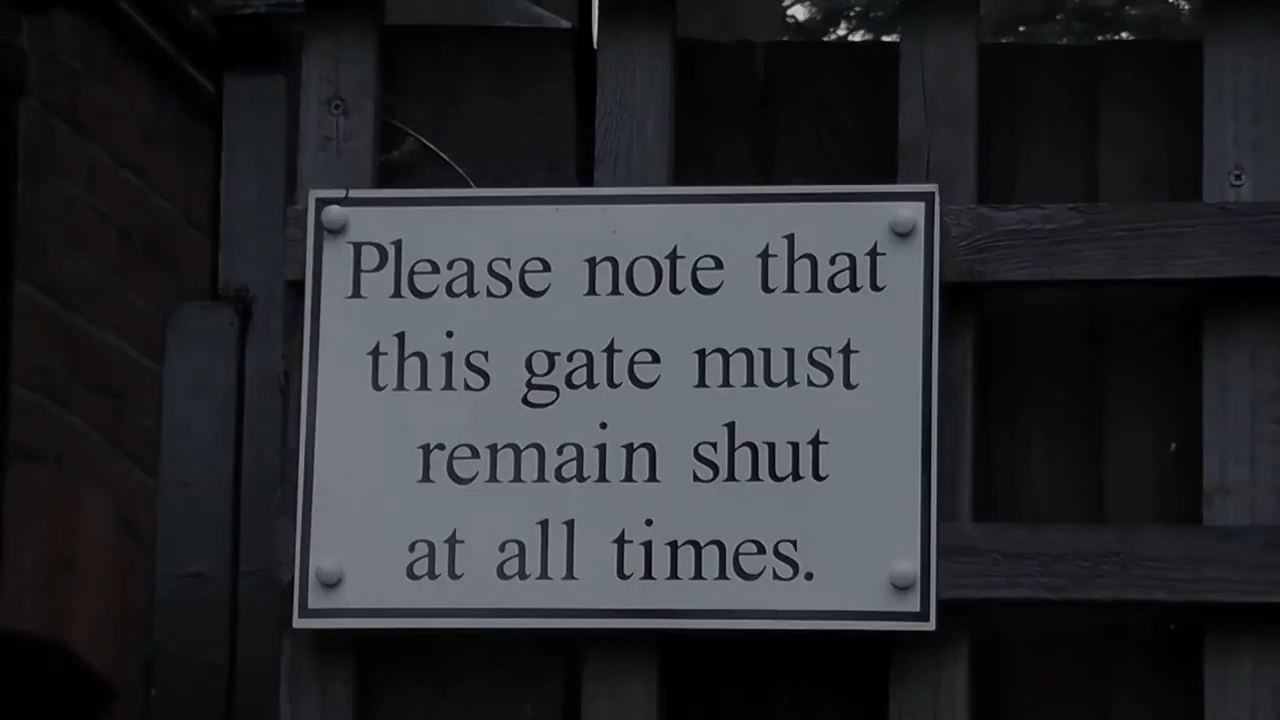 Please note that
this gate must
remain shut
at all times.